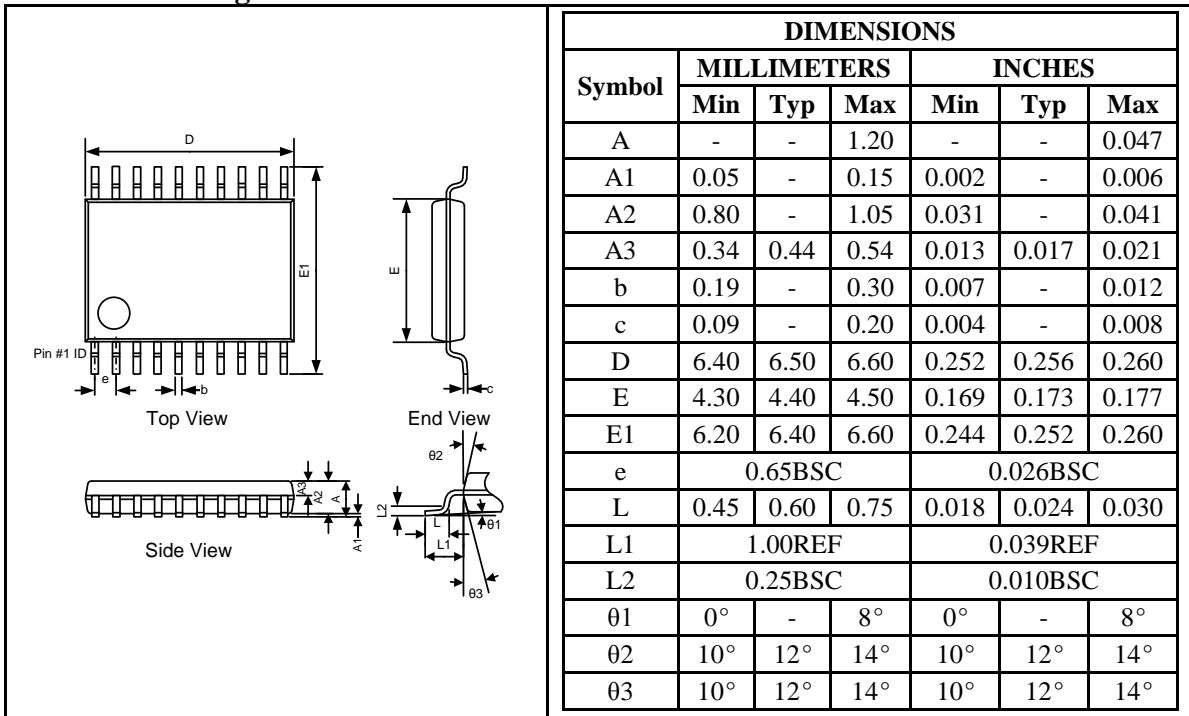 D
E1
E
Pin #1 ID
e
b
c
Top View
End View
θ2
A3
A2
A
L2
L
θ1
L1
A1
Side View
θ3
DIMENSIONS
Symbol MILLIMETERS INCHES
Min Typ Max Min Typ Max
A - - 1.20 - - 0.047
A1 0.05 - 0.15 0.002 - 0.006
A2 0.80 - 1.05 0.031 - 0.041
A3 0.34 0.44 0.54 0.013 0.017 0.021
b 0.19 - 0.30 0.007 - 0.012
c 0.09 - 0.20 0.004 - 0.008
D 6.40 6.50 6.60 0.252 0.256 0.260
E 4.30 4.40 4.50 0.169 0.173 0.177
E1 6.20 6.40 6.60 0.244 0.252 0.260
e 0.65BSC 0.026BSC
L 0.45 0.60 0.75 0.018 0.024 0.030
L1 1.00REF 0.039REF
L2 0.25BSC 0.010BSC
θ1 0° - 8° 0° - 8°
θ2 10° 12° 14° 10° 12° 14°
θ3 10° 12° 14° 10° 12° 14°